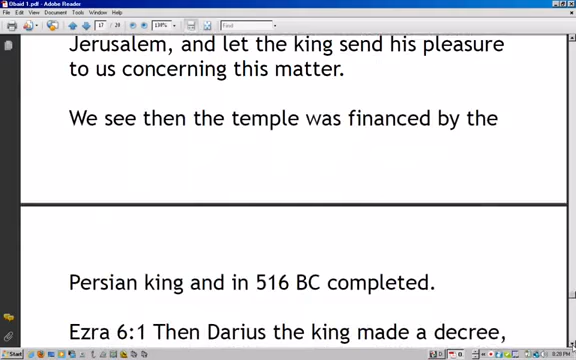 Obaid 1.pdf - Adobe Reader
File Edit View Document Tools Window Help
17 / 29 138% Find
Jerusalem, and let the king send his pleasure
to us concerning this matter.
We see then the temple was financed by the
Persian king and in 516 BC completed.
Ezra 6:1 Then Darius the king made a decree,
Start
8:28 PM